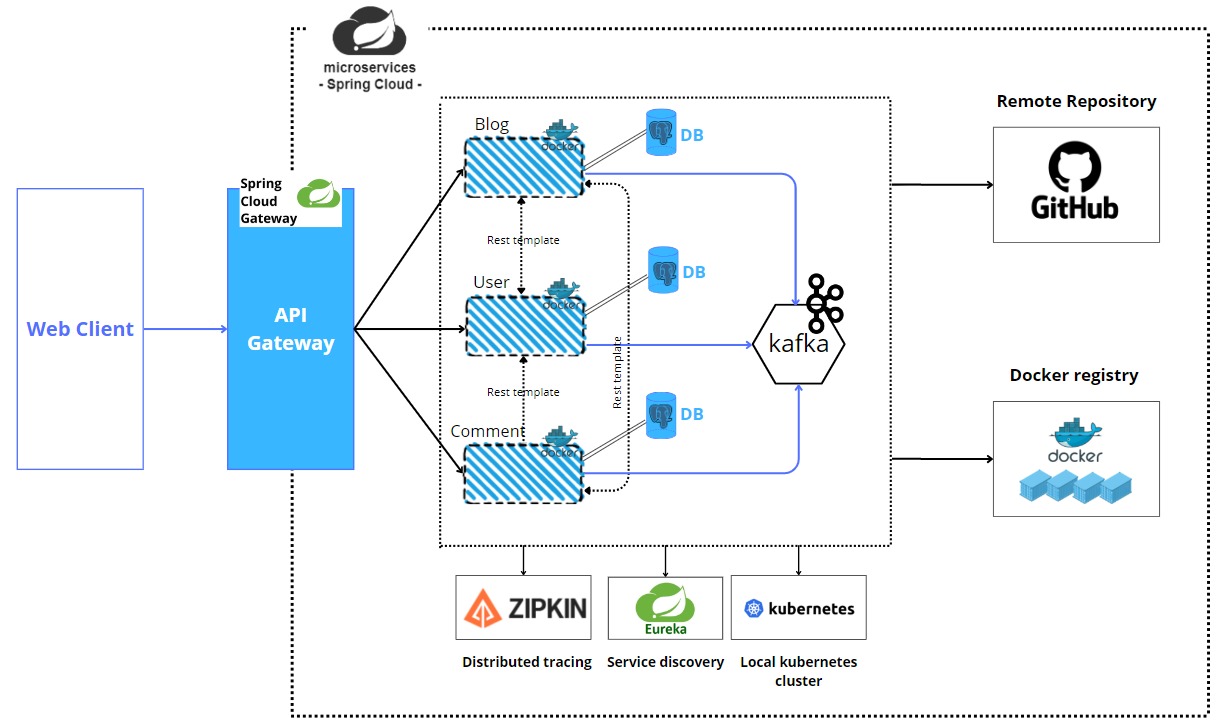 microservices
- Spring Cloud -
Remote Repository
GitHub
Blog
docker
DB
Spring
Cloud
Gateway
Rest template
User
docker
DB
Web Client
API
Gateway
kafka
Rest template
Rest template
Docker registry
docker
Comment
docker
DB
ZIPKIN
Eureka
kubernetes
Distributed tracing
Service discovery
Local kubernetes
cluster